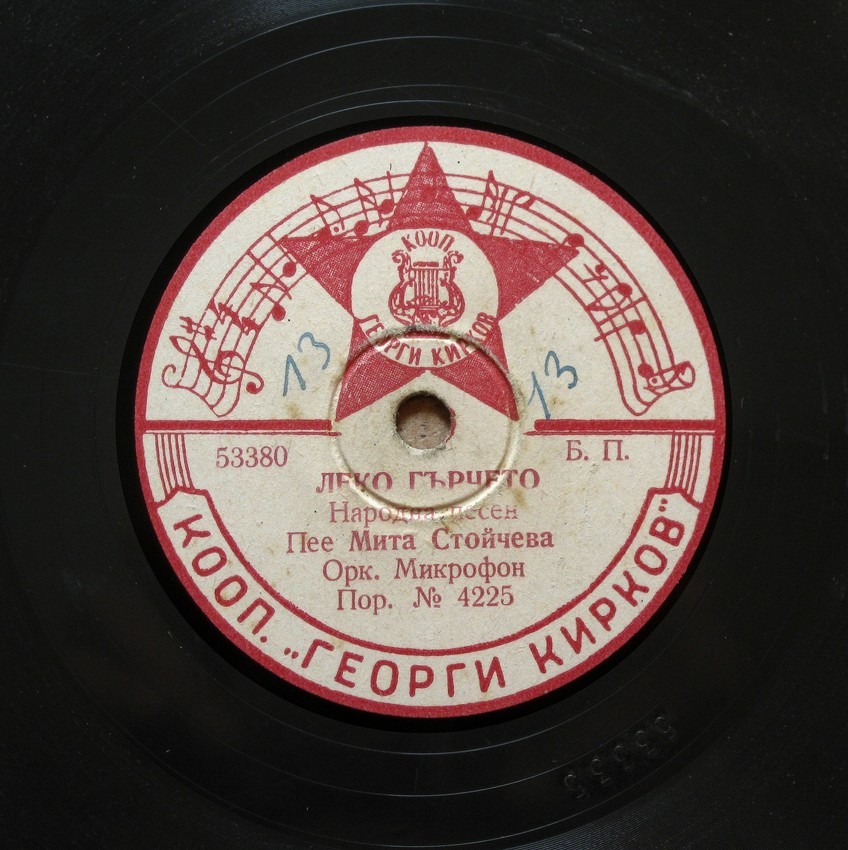 КООП.
ГЕОРГИ КИРКОВ
13
13
53380
Б. П.
ЛЕКО ГЪРЧЕТО
Народна песен
Пее Мита Стойчева
Орк. Микрофон
Пор. № 4225
КООП. „ГЕОРГИ КИРКОВ"